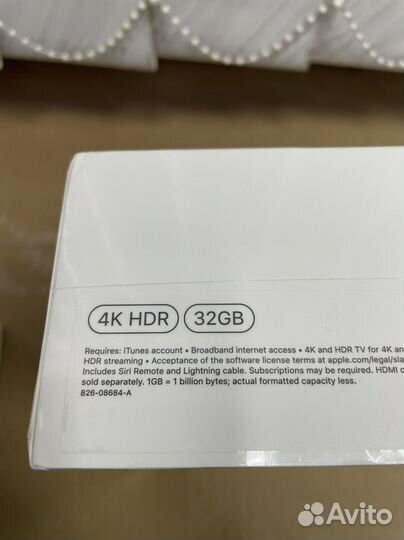 4K HDR 32GB
Requires: iTunes account • Broadband internet access • 4K and HDR TV for 4K an
HDR streaming • Acceptance of the software license terms at apple.com/legal/sla
Includes Siri Remote and Lightning cable. Subscriptions may be required. HDMI c
sold separately. 1GB = 1 billion bytes; actual formatted capacity less.
826-08684-A
Avito